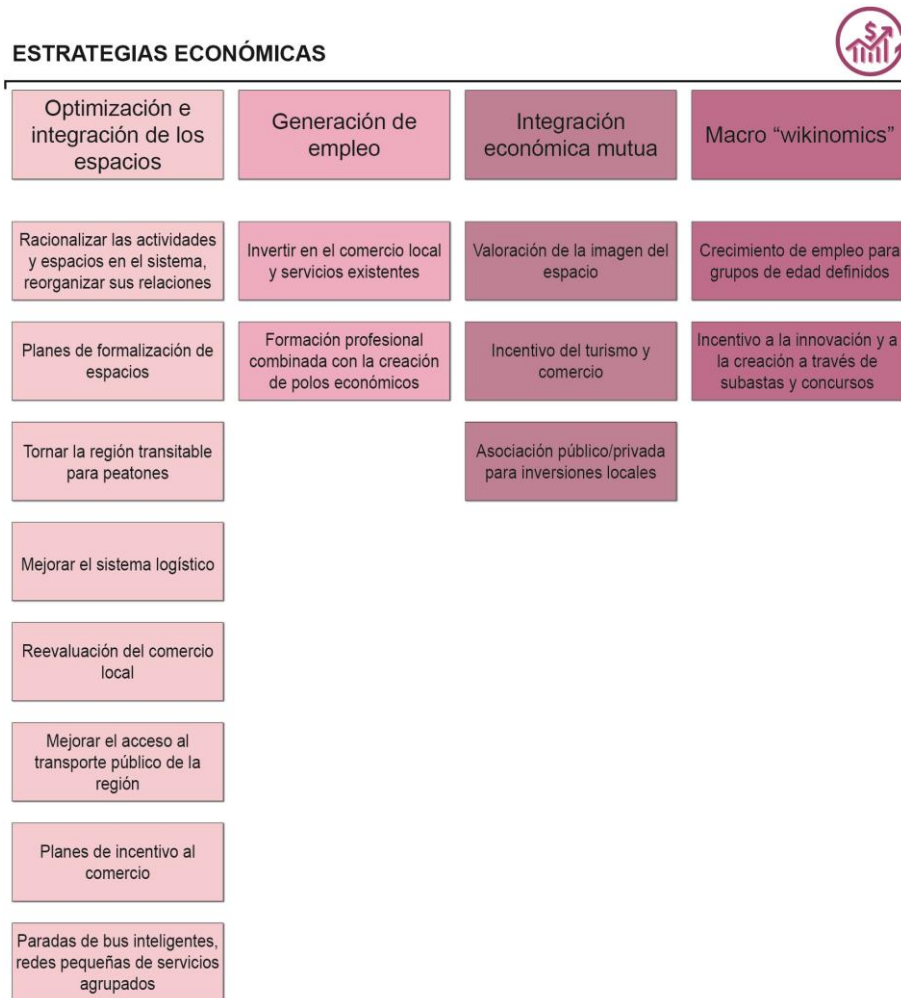 ESTRATEGIAS ECONÓMICAS
$
Optimización e
integración de los
espacios
Generación de
empleo
Integración
económica mutua
Macro “wikinomics”
Racionalizar las actividades
y espacios en el sistema,
reorganizar sus relaciones
Invertir en el comercio local
y servicios existentes
Valoración de la imagen del
espacio
Crecimiento de empleo para
grupos de edad definidos
Planes de formalización de
espacios
Formación profesional
combinada con la creación
de polos económicos
Incentivo del turismo y
comercio
Incentivo a la innovación y a
la creación a través de
subastas y concursos
Tornar la región transitable
para peatones
Asociación público/privada
para inversiones locales
Mejorar el sistema logístico
Reevaluación del comercio
local
Mejorar el acceso al
transporte público de la
región
Planes de incentivo al
comercio
Paradas de bus inteligentes,
redes pequeñas de servicios
agrupados